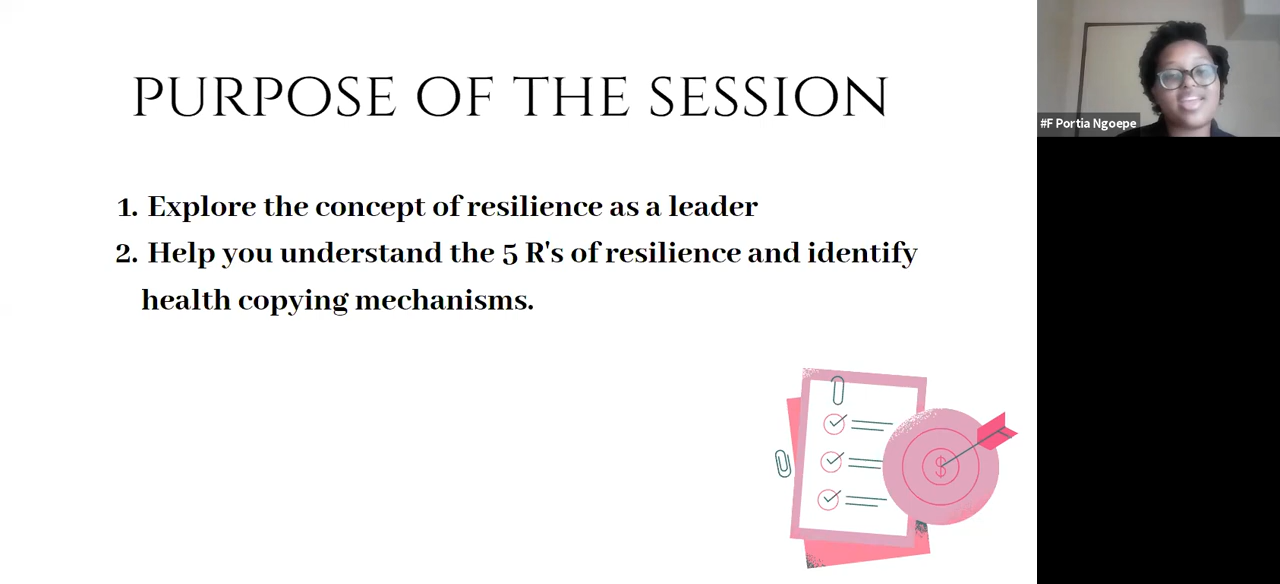 PURPOSE OF THE SESSION
1. Explore the concept of resilience as a leader
2. Help you understand the 5 R's of resilience and identify
health copying mechanisms.
$
#F Portia Ngoepe